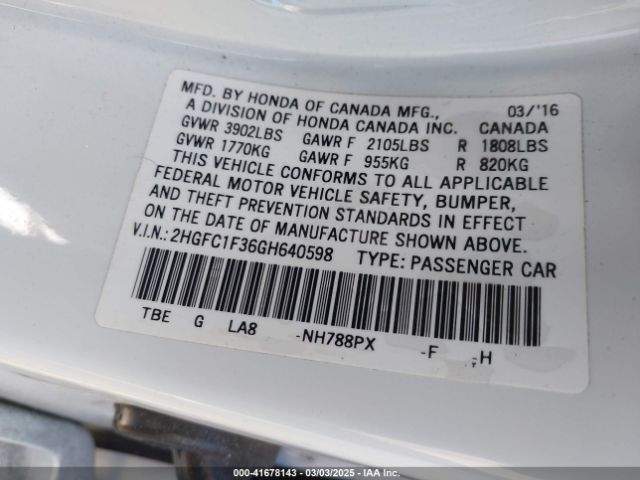 MFD. BY HONDA OF CANADA MFG., 03/'16
A DIVISION OF HONDA CANADA INC. CANADA
GVWR 3902LBS GAWR F 2105LBS R 1808LBS
GVWR 1770KG GAWR F 955KG R 820KG
THIS VEHICLE CONFORMS TO ALL APPLICABLE
FEDERAL MOTOR VEHICLE SAFETY, BUMPER,
AND THEFT PREVENTION STANDARDS IN EFFECT
ON THE DATE OF MANUFACTURE SHOWN ABOVE.
V.I.N.: 2HGFC1F36GH640598 TYPE: PASSENGER CAR
TBE G LA8 -NH788PX -F -H
000-41678143 - 03/03/2025 - IAA Inc.